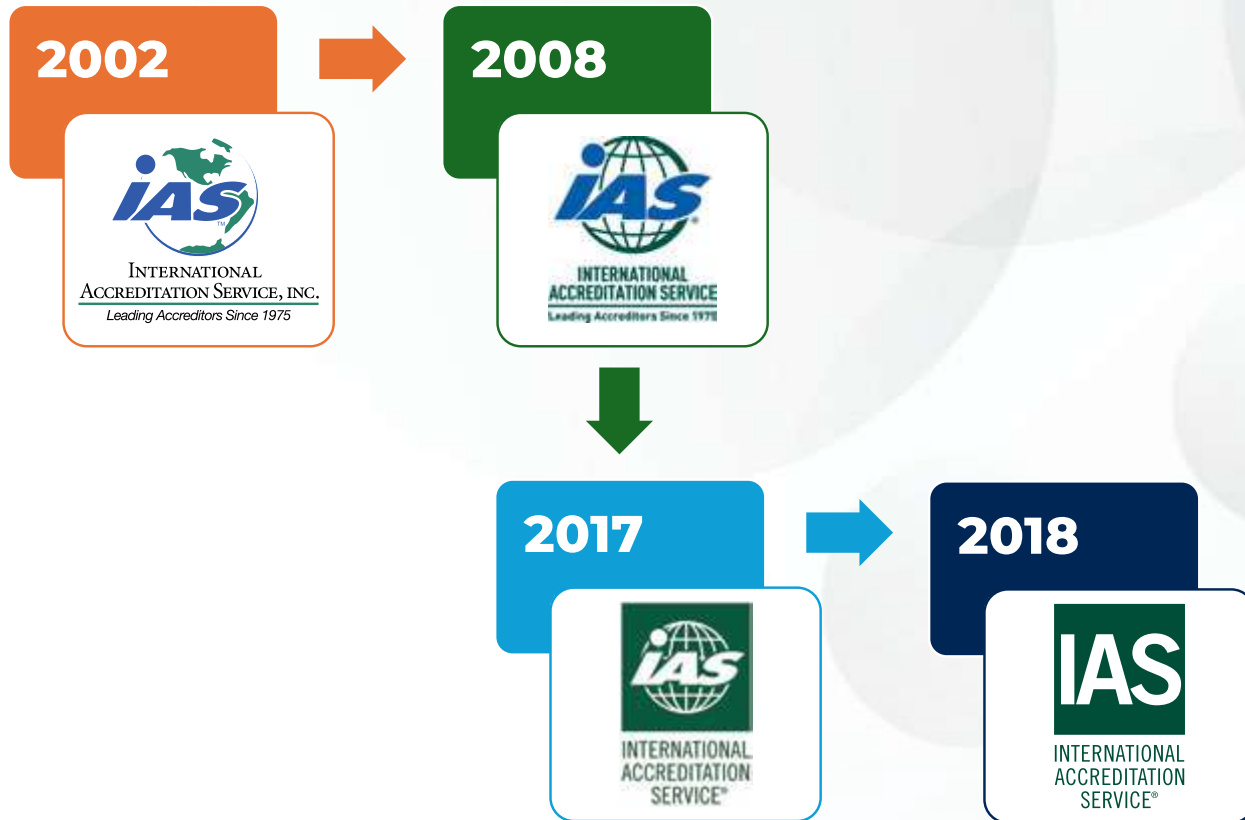 2002
iAS
™
INTERNATIONAL
ACCREDITATION SERVICE, INC.
Leading Accreditors Since 1975
2008
iAS®
INTERNATIONAL
ACCREDITATION SERVICE
Leading Accreditors Since 1975
2017
iAS
INTERNATIONAL
ACCREDITATION
SERVICE®
2018
IAS
INTERNATIONAL
ACCREDITATION
SERVICE®